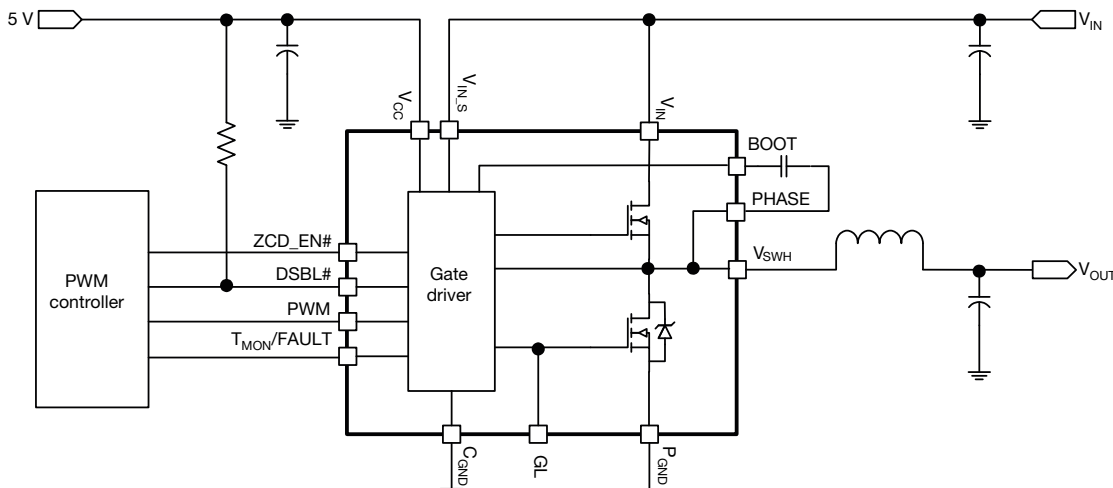 5 V
V_IN
V_CC
V_IN_S
V_IN
BOOT
PHASE
ZCD_EN#
V_SWH
PWM
controller
DSBL#
Gate
driver
V_OUT
PWM
T_MON/FAULT
C_GND
GL
P_GND